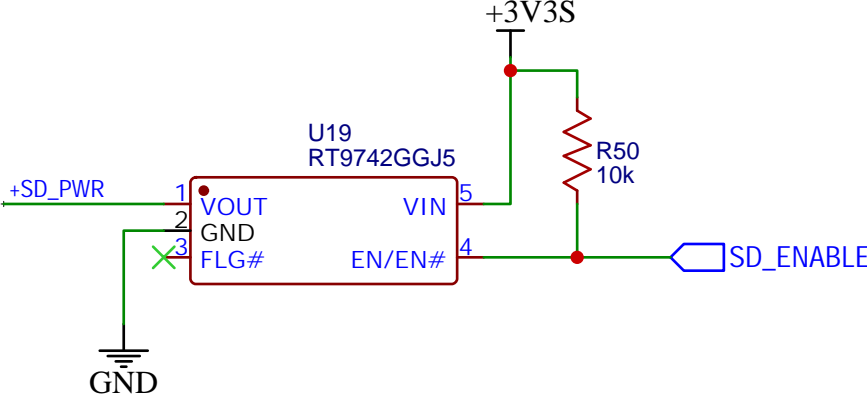 +3V3S
U19
RT9742GGJ5
R50
10k
+SD_PWR
1
VOUT
VIN
5
2
GND
3
FLG#
EN/EN#
4
SD_ENABLE
GND